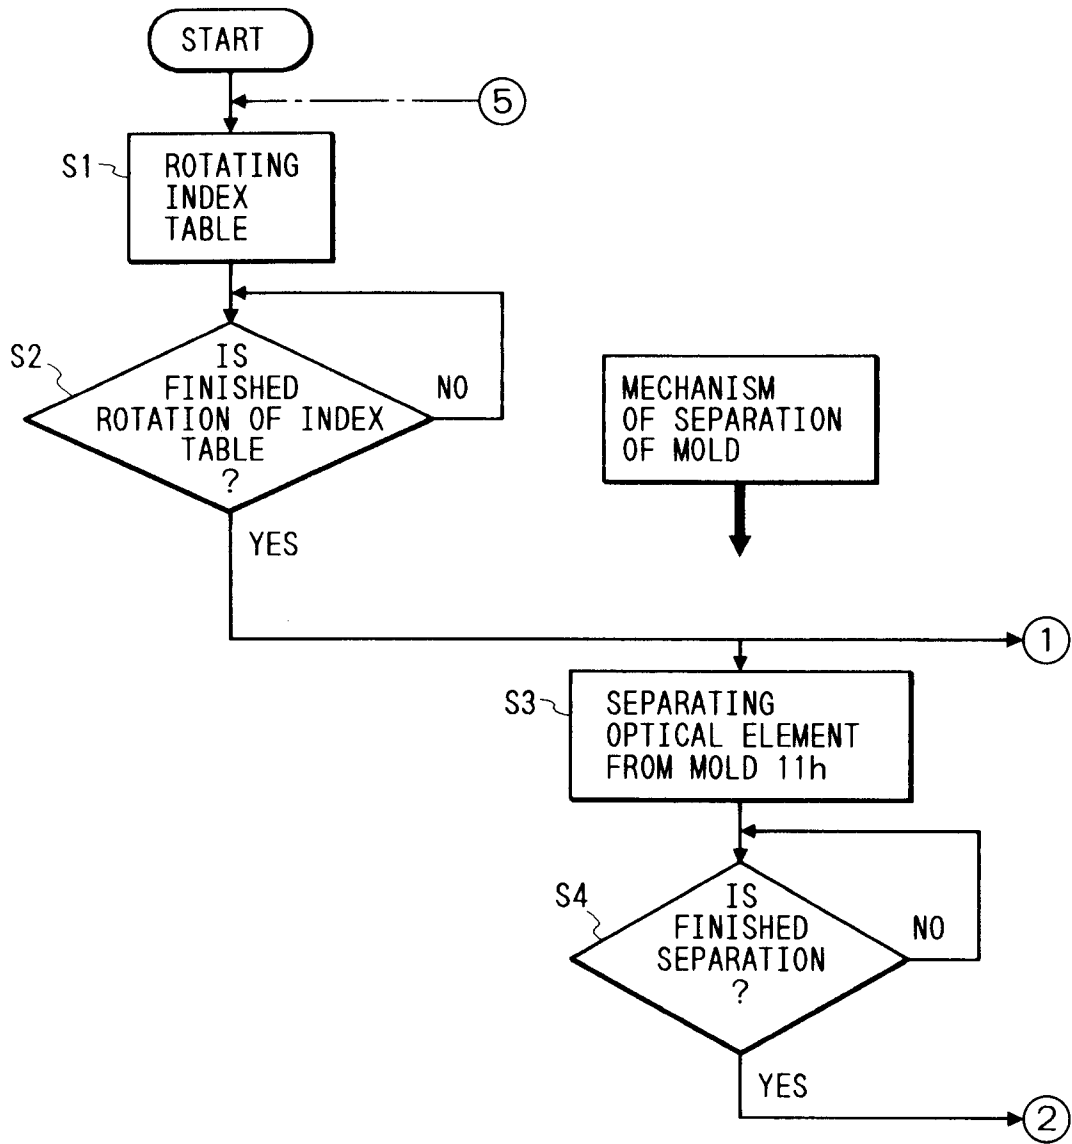 START
5
S1
ROTATING
INDEX
TABLE
S2
IS
FINISHED
ROTATION OF INDEX
TABLE
?
NO
YES
MECHANISM
OF SEPARATION
OF MOLD
1
S3
SEPARATING
OPTICAL ELEMENT
FROM MOLD 11h
S4
IS
FINISHED
SEPARATION
?
NO
YES
2